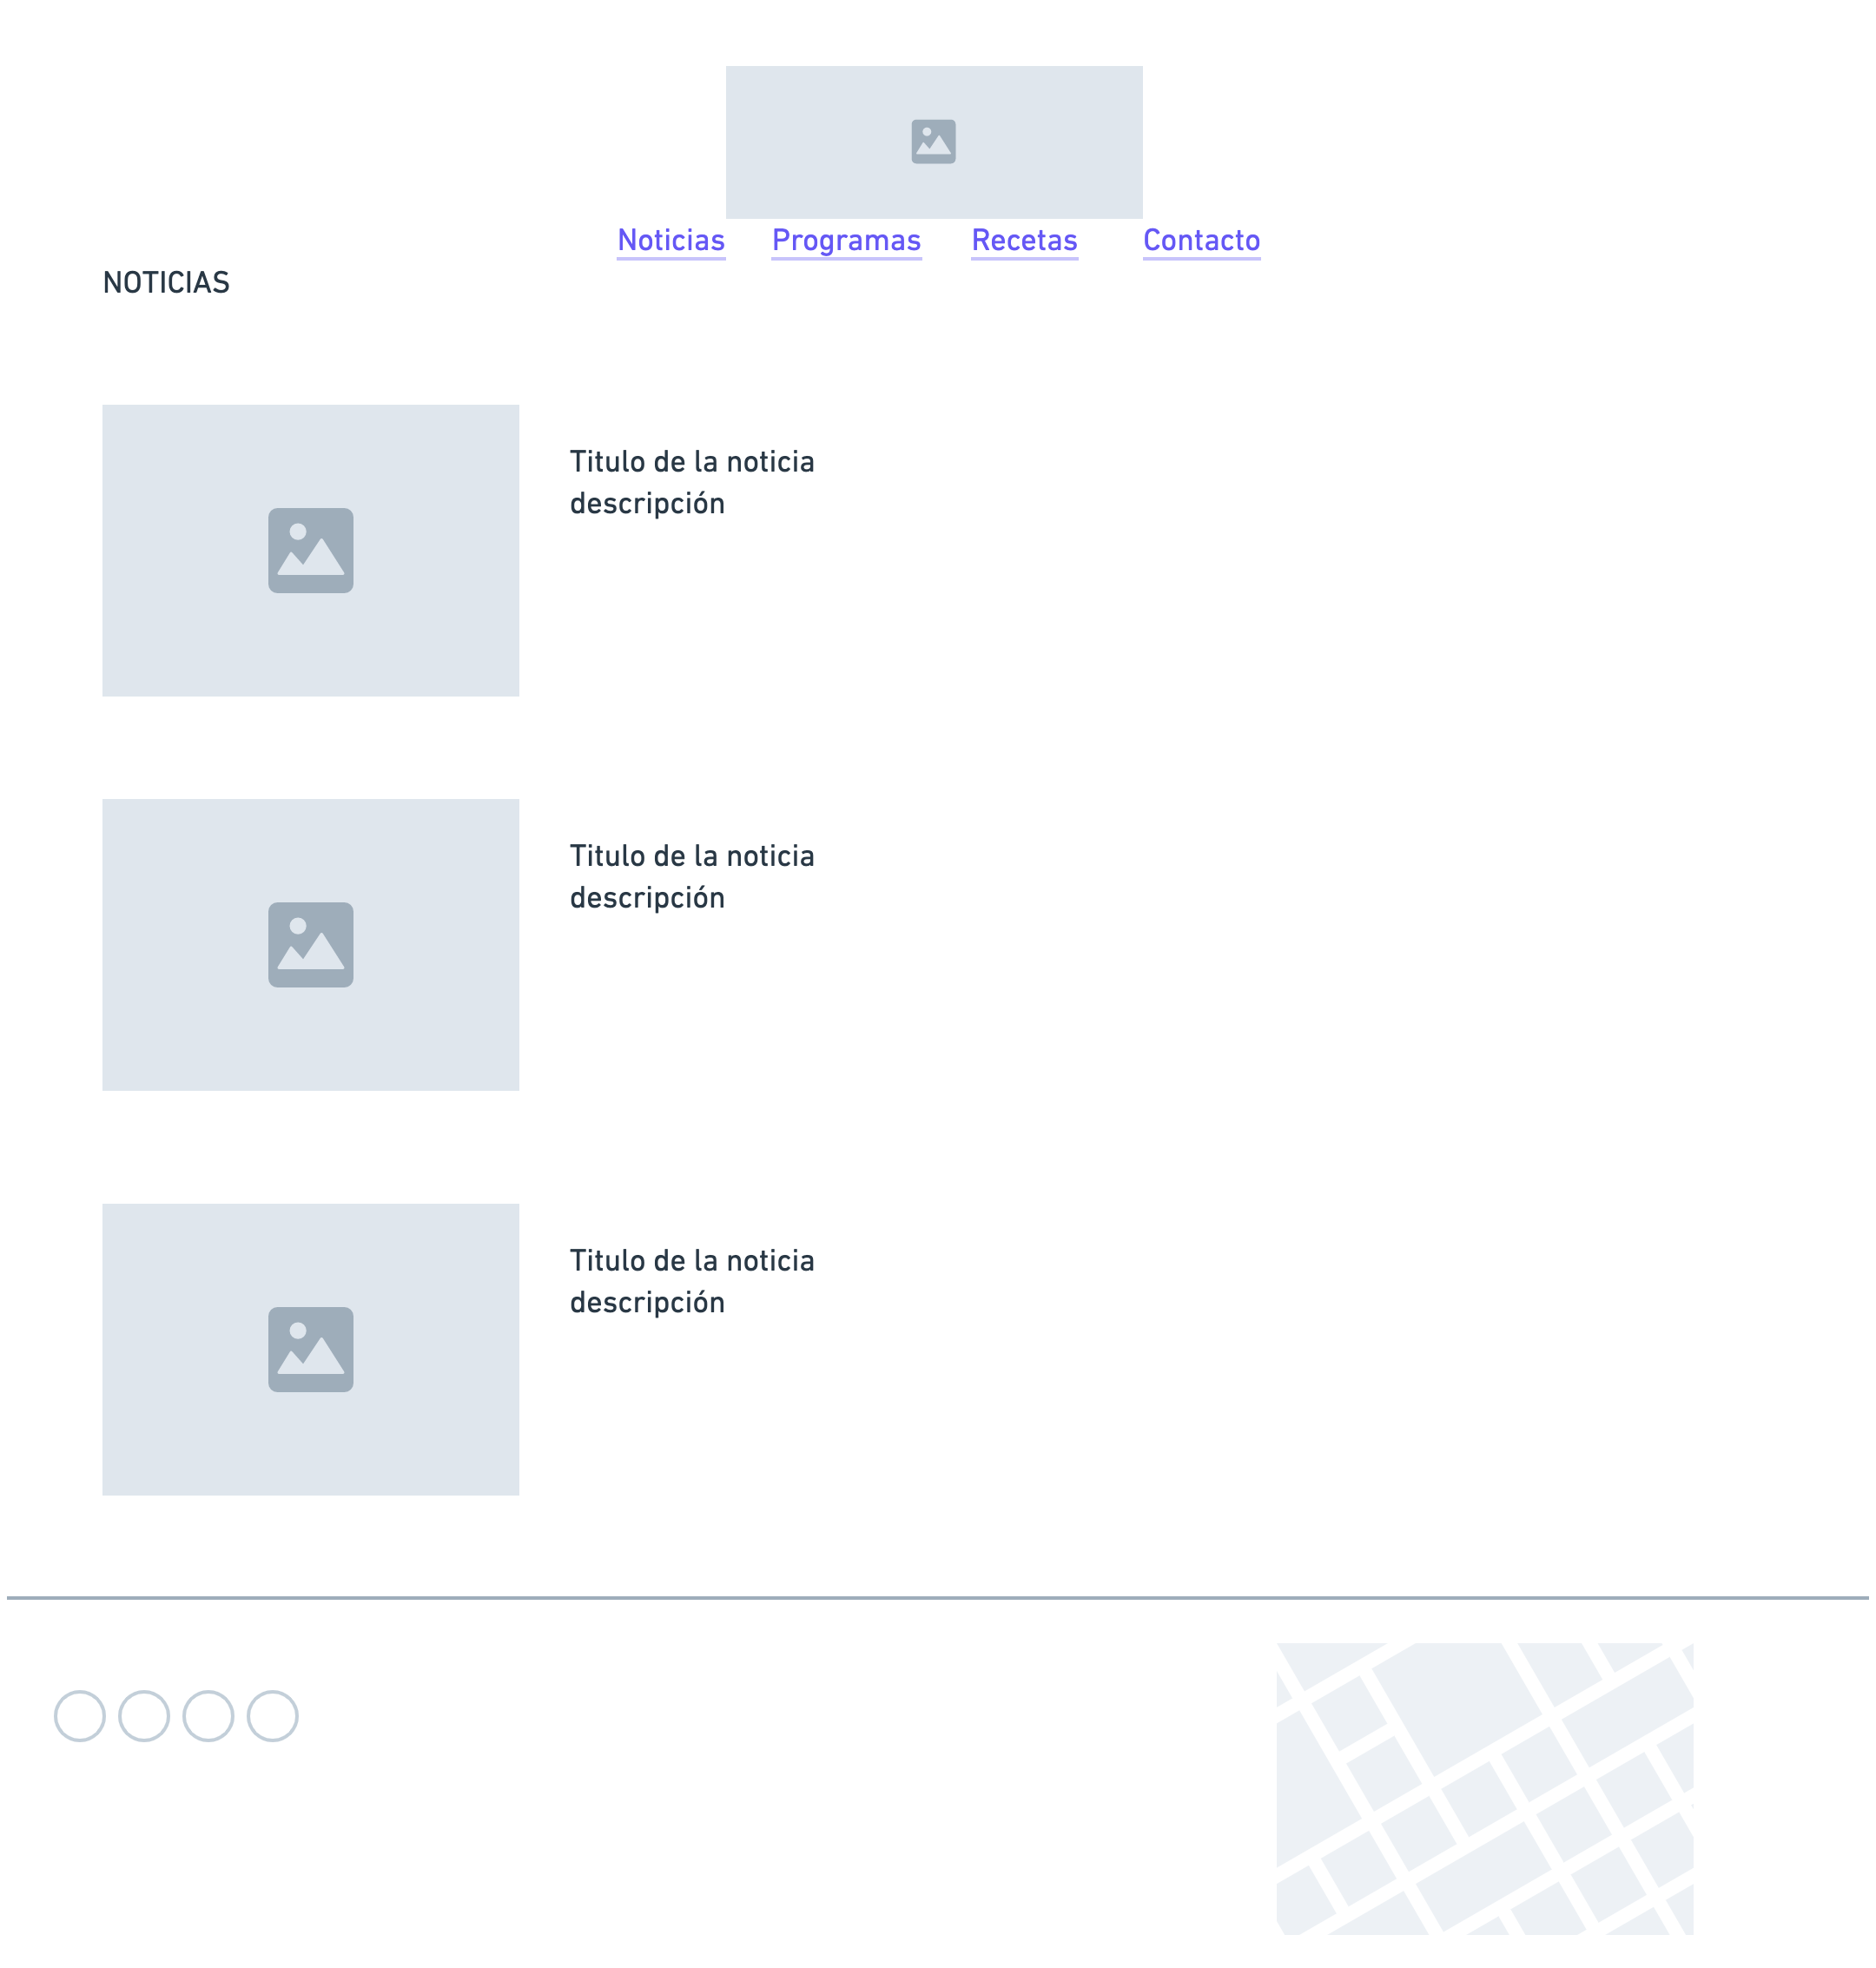 Noticias Programas Recetas Contacto
NOTICIAS
Titulo de la noticia
descripción
Titulo de la noticia
descripción
Titulo de la noticia
descripción